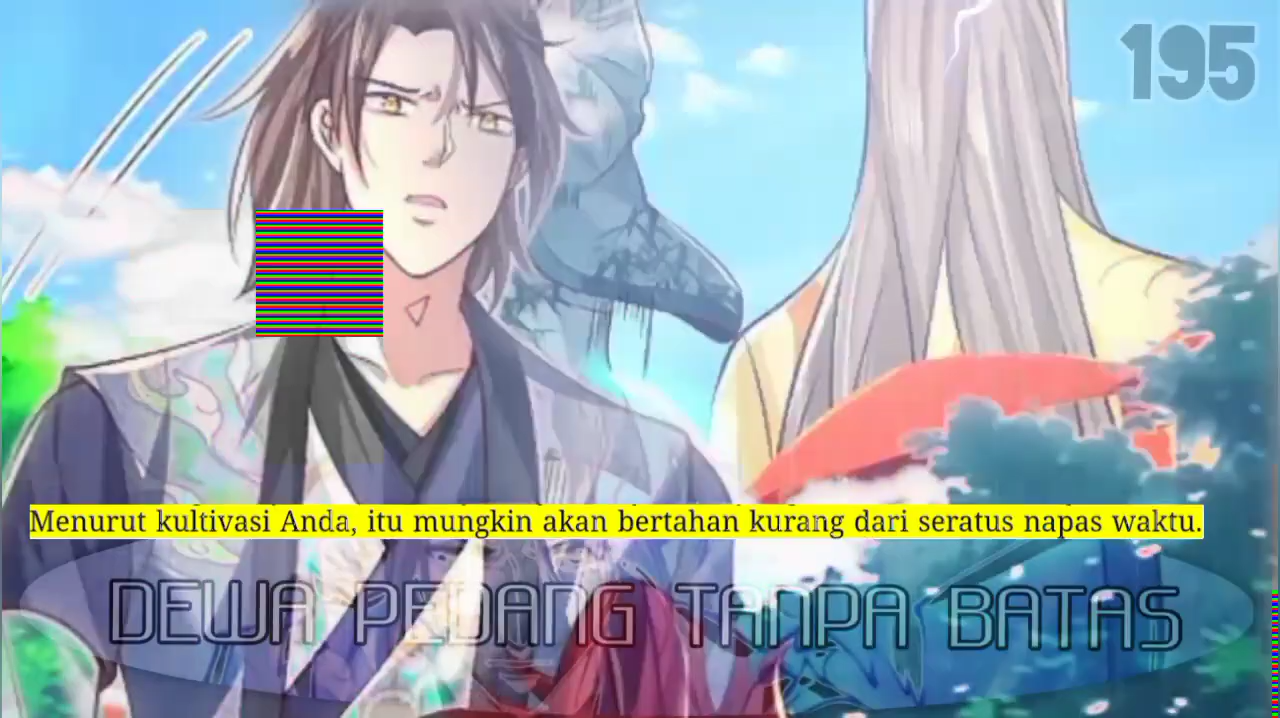 195
Menurut kultivasi Anda, itu mungkin akan bertahan kurang dari seratus napas waktu.
DEWA PEDANG TANPA BATAS